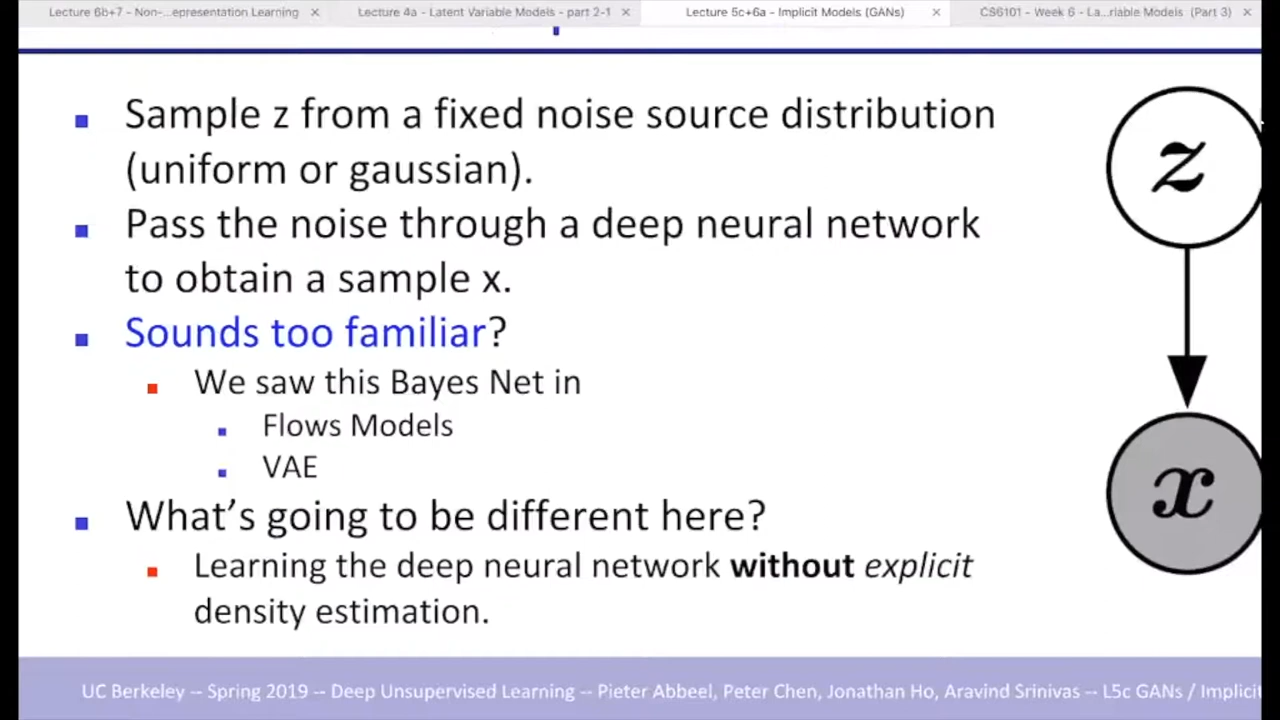 Lecture 6b+7 - Non-...epresentation Learning
Lecture 4a - Latent Variable Models - part 2-1
Lecture 5c+6a - Implicit Models (GANs)
CS6101 - Week 6 - La...riable Models (Part 3)
Sample z from a fixed noise source distribution
(uniform or gaussian).
Pass the noise through a deep neural network
to obtain a sample x.
Sounds too familiar?
We saw this Bayes Net in
Flows Models
VAE
What's going to be different here?
Learning the deep neural network without explicit
density estimation.
z
x
UC Berkeley -- Spring 2019 -- Deep Unsupervised Learning -- Pieter Abbeel, Peter Chen, Jonathan Ho, Aravind Srinivas -- L5c GANs /